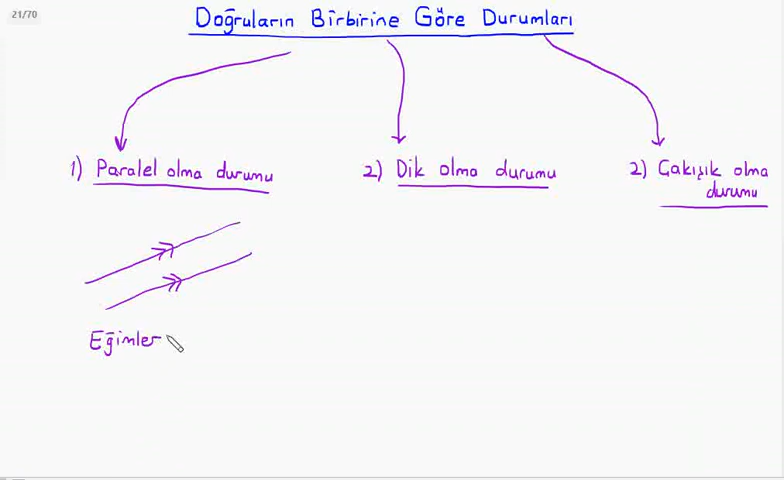 21/70
Doğruların Birbirine Göre Durumları
1) Paralel olma durumu
2) Dik olma durumu
2) Çakışık olma
durumu
Eğimler